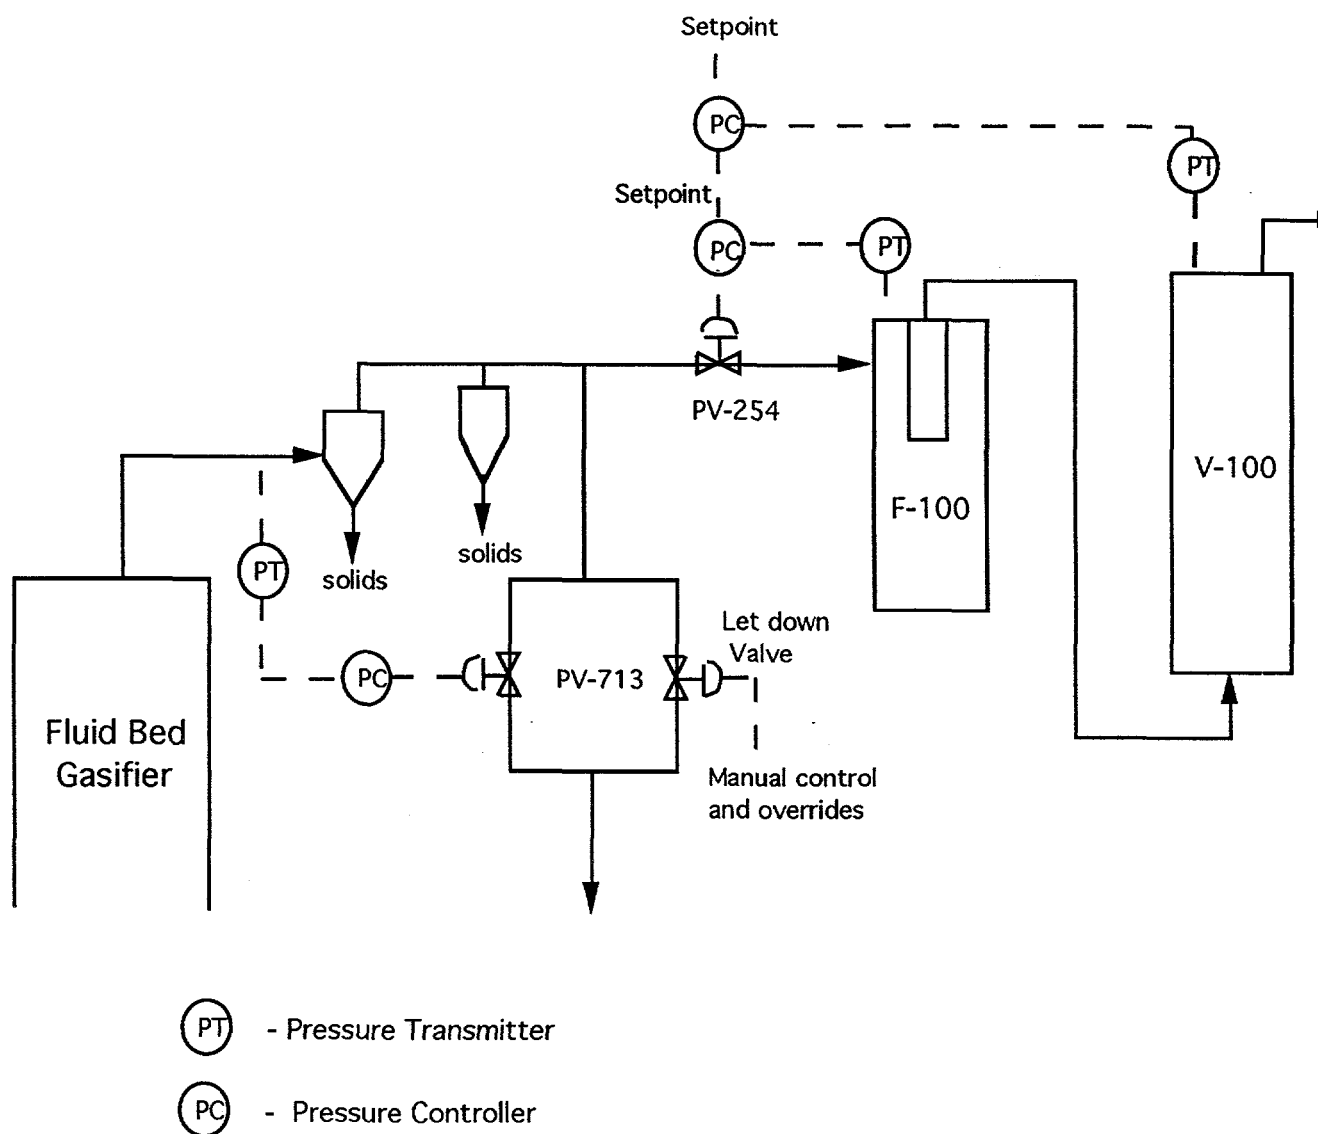 Setpoint
PC
PT
Setpoint
PC
PT
PV-254
V-100
F-100
solids
PT
solids
Let down
Valve
PC
PV-713
Fluid Bed
Gasifier
Manual control
and overrides
PT - Pressure Transmitter
PC - Pressure Controller